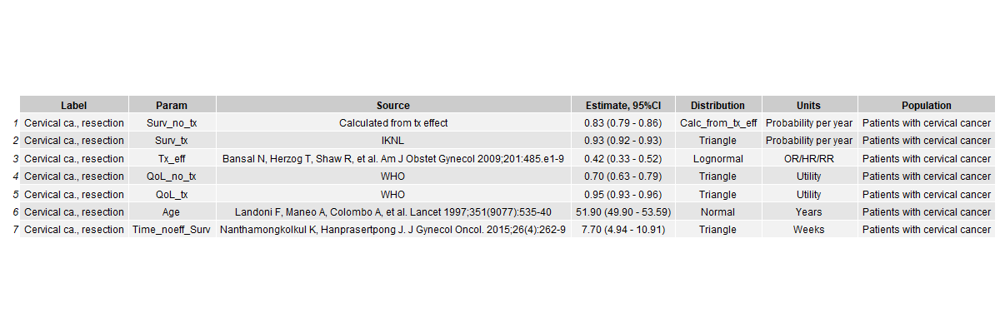 Label Param Source Estimate, 95%CI Distribution Units Population
1 Cervical ca., resection Surv_no_tx Calculated from tx effect 0.83 (0.79 - 0.86) Calc_from_tx_eff Probability per year Patients with cervical cancer
2 Cervical ca., resection Surv_tx IKNL 0.93 (0.92 - 0.93) Triangle Probability per year Patients with cervical cancer
3 Cervical ca., resection Tx_eff Bansal N, Herzog T, Shaw R, et al. Am J Obstet Gynecol 2009;201:485.e1-9 0.42 (0.33 - 0.52) Lognormal OR/HR/RR Patients with cervical cancer
4 Cervical ca., resection QoL_no_tx WHO 0.70 (0.63 - 0.79) Triangle Utility Patients with cervical cancer
5 Cervical ca., resection QoL_tx WHO 0.95 (0.93 - 0.96) Triangle Utility Patients with cervical cancer
6 Cervical ca., resection Age Landoni F, Maneo A, Colombo A, et al. Lancet 1997;351(9077):535-40 51.90 (49.90 - 53.59) Normal Years Patients with cervical cancer
7 Cervical ca., resection Time_noeff_Surv Nanthamongkolkul K, Hanprasertpong J. J Gynecol Oncol. 2015;26(4):262-9 7.70 (4.94 - 10.91) Triangle Weeks Patients with cervical cancer